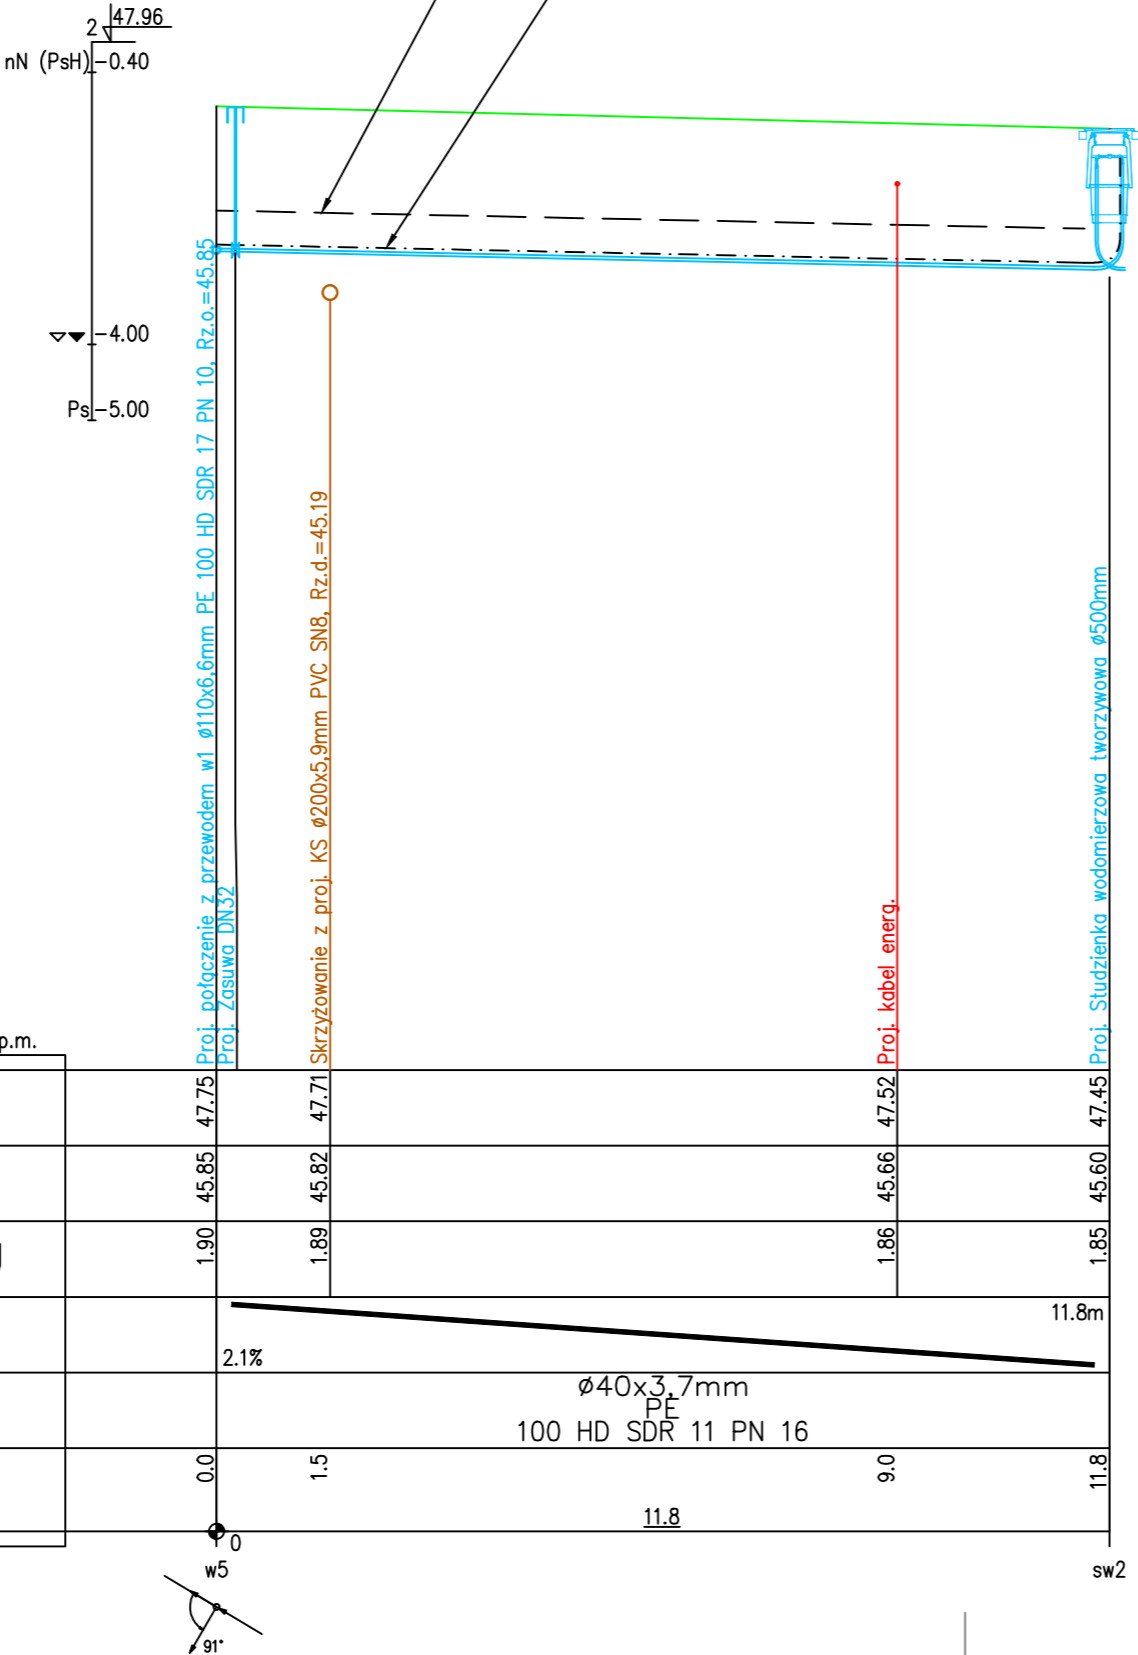 2 47.96
nN (PsH) -0.40
-4.00
Ps -5.00
Proj. połączenie z przewodem w1 ø110x6,6mm PE 100 HD SDR 17 PN 10, Rz.o.=45.85
Proj. Zasuwa DN32
Skrzyżowanie z proj. KS ø200x5,9mm PVC SN8, Rz.d.=45.19
Proj. kabel energ.
Proj. Studzienka wodomierzowa tworzywowa ø500mm
p.m.
47.75 47.71 47.52 47.45
45.85 45.82 45.66 45.60
1.90 1.89 1.86 1.85
11.8m
2.1%
ø40x3,7mm
PE
100 HD SDR 11 PN 16
0.0 1.5 9.0 11.8
11.8
0
w5 sw2
91°